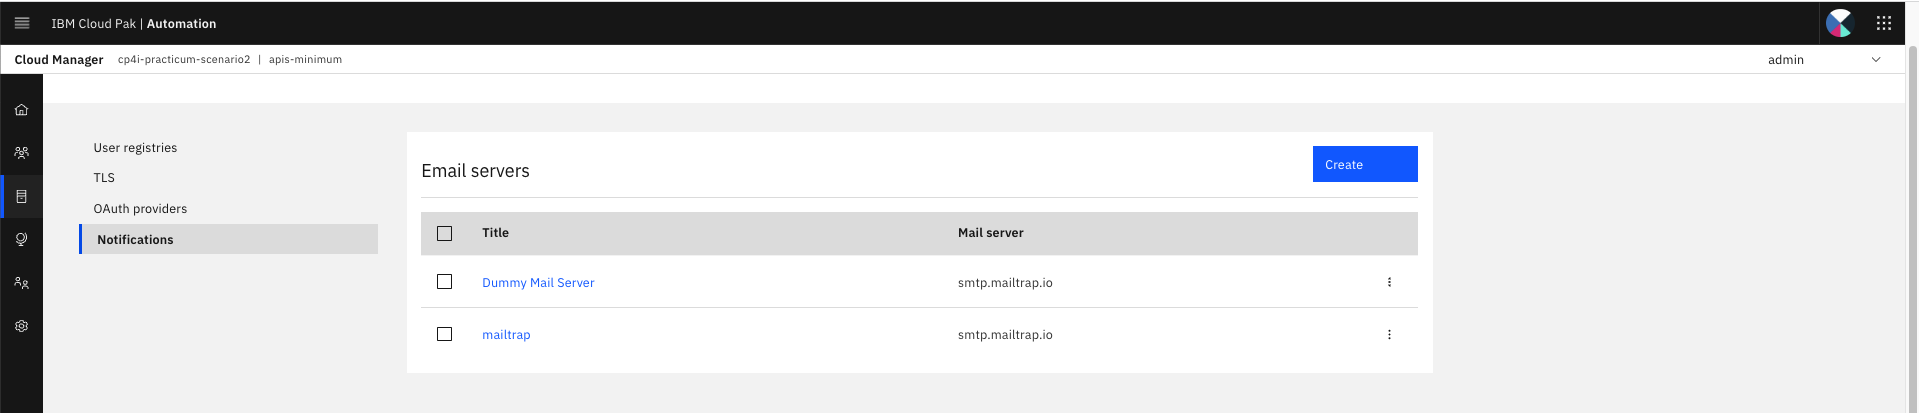 IBM Cloud Pak | Automation
Cloud Manager cp4i-practicum-scenario2 | apis-minimum admin
User registries
TLS
OAuth providers
Notifications
Email servers Create
Title Mail server
Dummy Mail Server smtp.mailtrap.io
mailtrap smtp.mailtrap.io